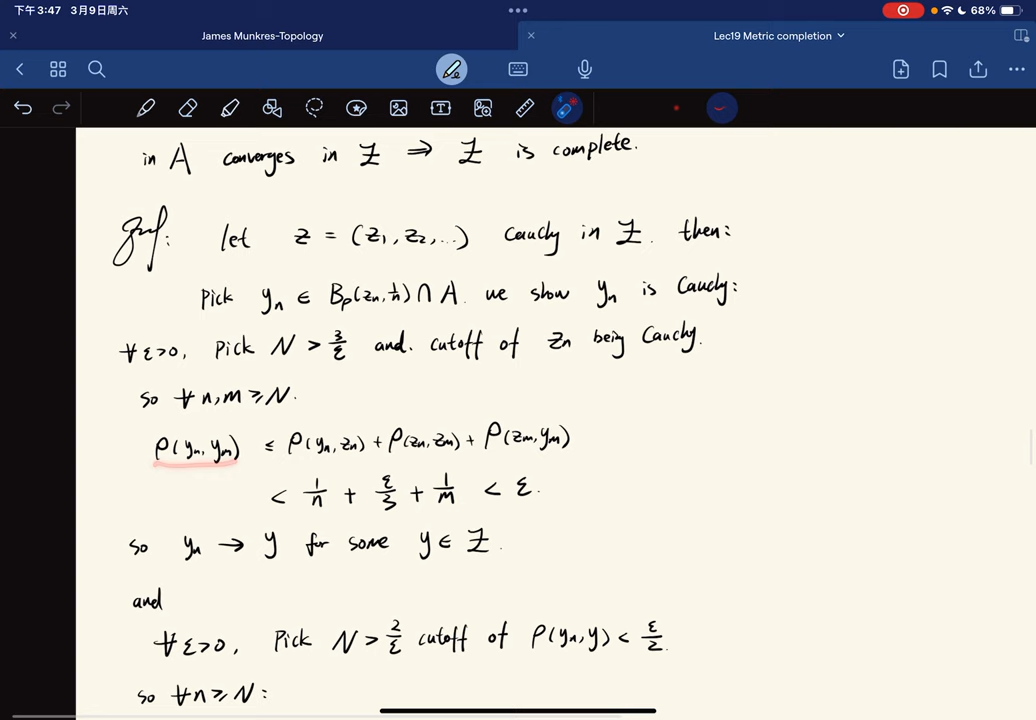 下午3:47 3月9日周六
68%
James Munkres-Topology
Lec19 Metric completion
in A converges in Z ⇒ Z is complete.
proof: let z = (z₁, z₂, ...) Cauchy in Z. then:
Pick yₙ ∈ Bρ(zₙ, 1/n) ∩ A. we show yₙ is Cauchy:
∀ε>0, Pick N > 3/ε and. cutoff of zₙ being Cauchy.
so ∀n,m ≥ N.
ρ(yₙ, yₘ) ≤ ρ(yₙ, zₙ) + ρ(zₙ, zₘ) + ρ(zₘ, yₘ)
< 1/n + ε/3 + 1/m < ε.
so yₙ → y for some y ∈ Z.
and
∀ε>0, Pick N > 2/ε cutoff of ρ(yₙ, y) < ε/2.
so ∀n ≥ N: